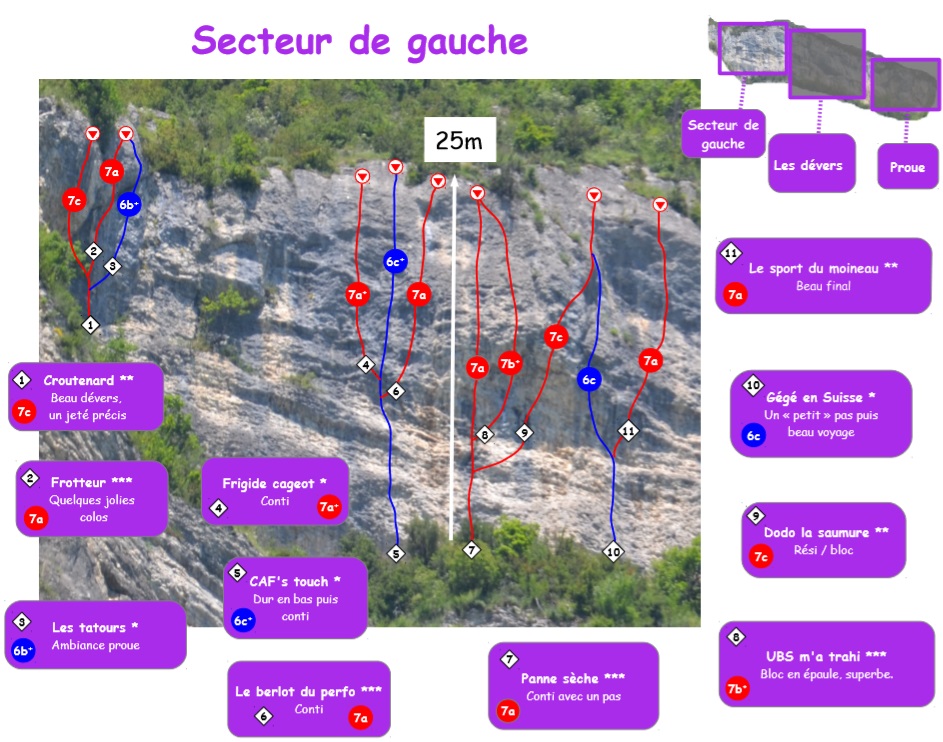 Secteur de gauche
Secteur de
gauche
Les dévers
Proue
25m
7c
7a
6b+
2
3
1
7a+
6c+
7a
4
6
5
7a
7b+
7c
8
9
7
6c
7a
11
10
1
Croutenard **
7c
Beau dévers,
un jeté précis
2
Frotteur ***
7a
Quelques jolies
colos
3
Les tatours *
6b+
Ambiance proue
Frigide cageot *
4
Conti
7a+
5
CAF's touch *
6c+
Dur en bas puis
conti
Le berlot du perfo ***
6
Conti
7a
7
Panne sèche ***
7a
Conti avec un pas
11
Le sport du moineau **
7a
Beau final
10
Gégé en Suisse *
6c
Un « petit » pas puis
beau voyage
9
Dodo la saumure **
7c
Rési / bloc
8
UBS m'a trahi ***
7b+
Bloc en épaule, superbe.